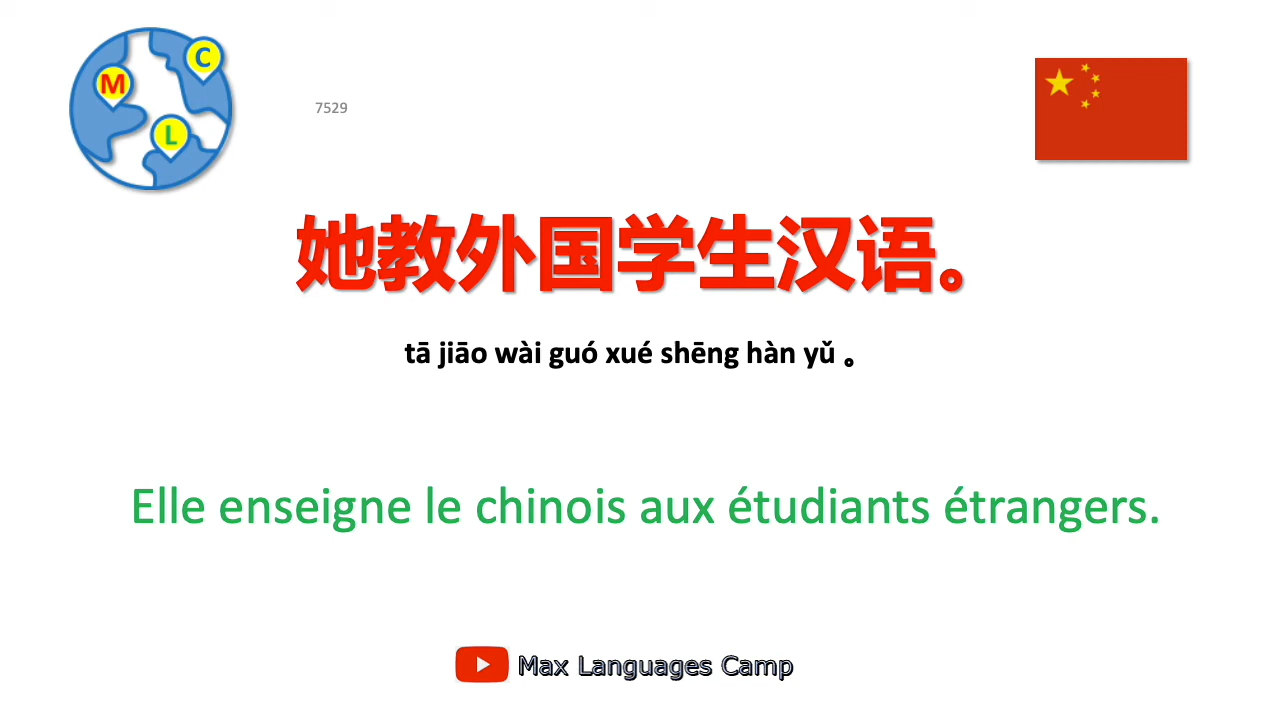 C
M
L
7529
她教外国学生汉语。
tā jiāo wài guó xué shēng hàn yǔ 。
Elle enseigne le chinois aux étudiants étrangers.
Max Languages Camp